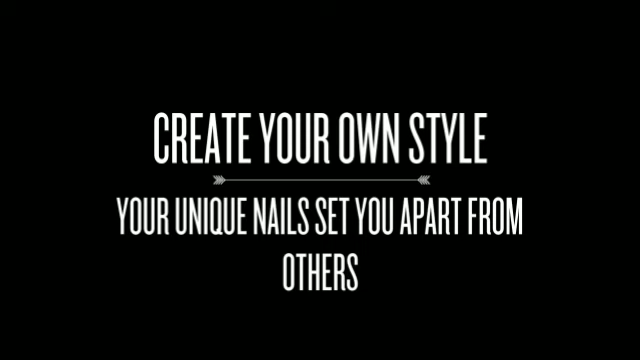 CREATE YOUR OWN STYLE
YOUR UNIQUE NAILS SET YOU APART FROM
OTHERS